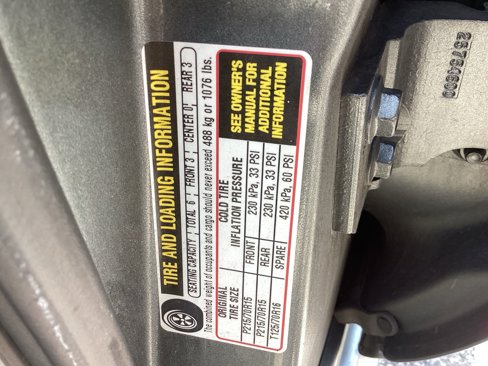 TIRE AND LOADING INFORMATION
SEATING CAPACITY | TOTAL 6 | FRONT 3 | CENTER 0 | REAR 3
The combined weight of occupants and cargo should never exceed 488 kg or 1076 lbs.
ORIGINAL TIRE SIZE
COLD TIRE INFLATION PRESSURE
P215/70R15 FRONT 230 kPa, 33 PSI
P215/70R15 REAR 230 kPa, 33 PSI
T125/70R16 SPARE 420 kPa, 60 PSI
SEE OWNER'S
MANUAL FOR
ADDITIONAL
INFORMATION